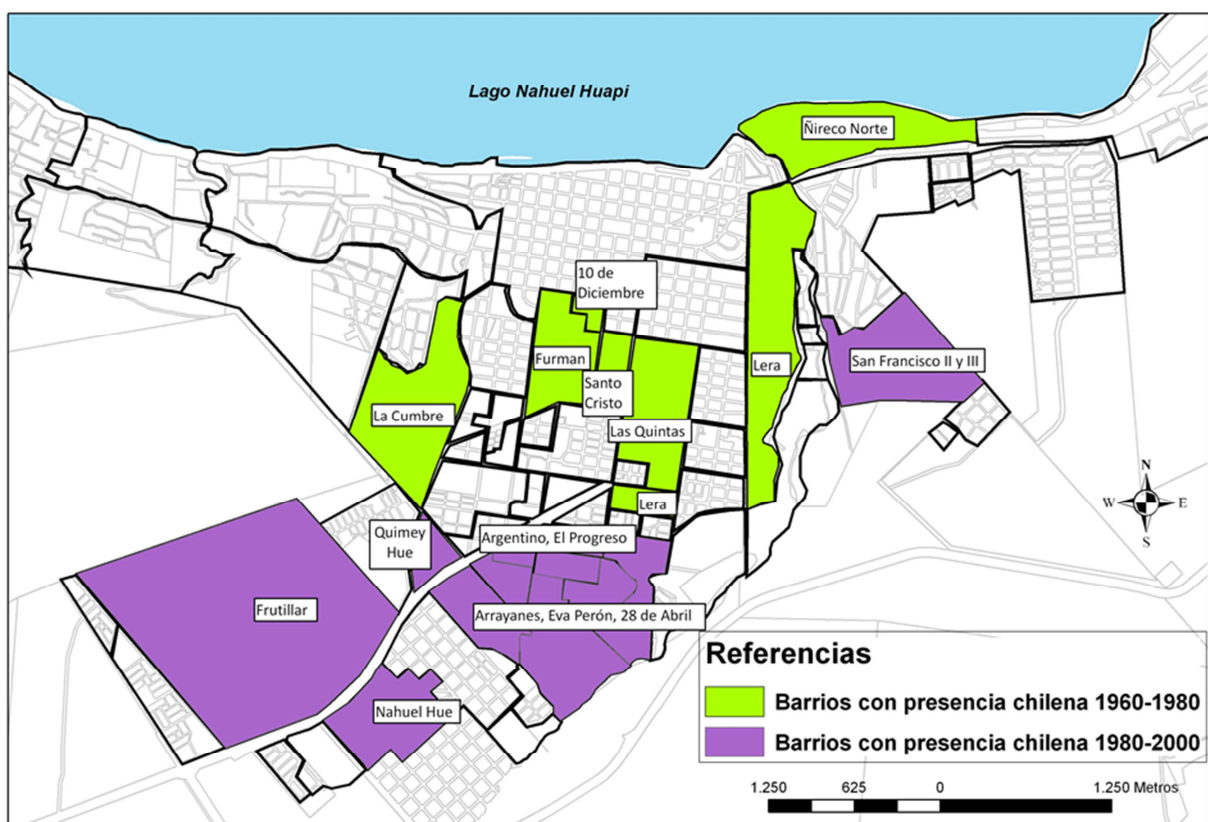 Lago Nahuel Huapi
Ñireco Norte
10 de
Diciembre
Furman
Lera
San Francisco II y III
Santo
Cristo
La Cumbre
Las Quintas
N
W
E
S
Lera
Quimey
Hue
Argentino, El Progreso
Frutillar
Arrayanes, Eva Perón, 28 de Abril
Nahuel Hue
Referencias
Barrios con presencia chilena 1960-1980
Barrios con presencia chilena 1980-2000
1.250 625 0 1.250 Metros